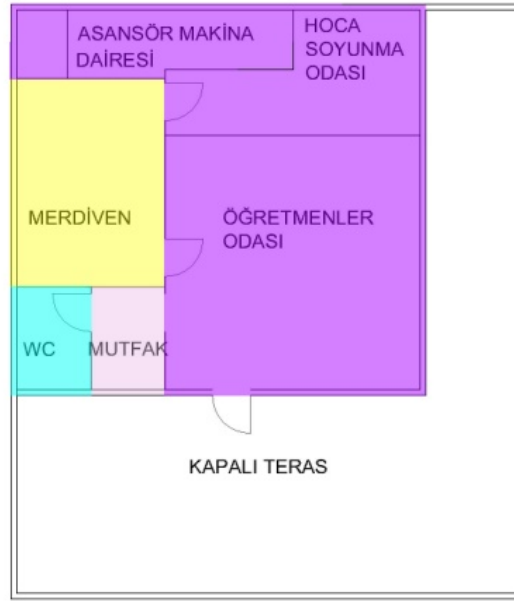 ASANSÖR MAKİNA
DAİRESİ
HOCA
SOYUNMA
ODASI
MERDİVEN
ÖĞRETMENLER
ODASI
WC
MUTFAK
KAPALI TERAS